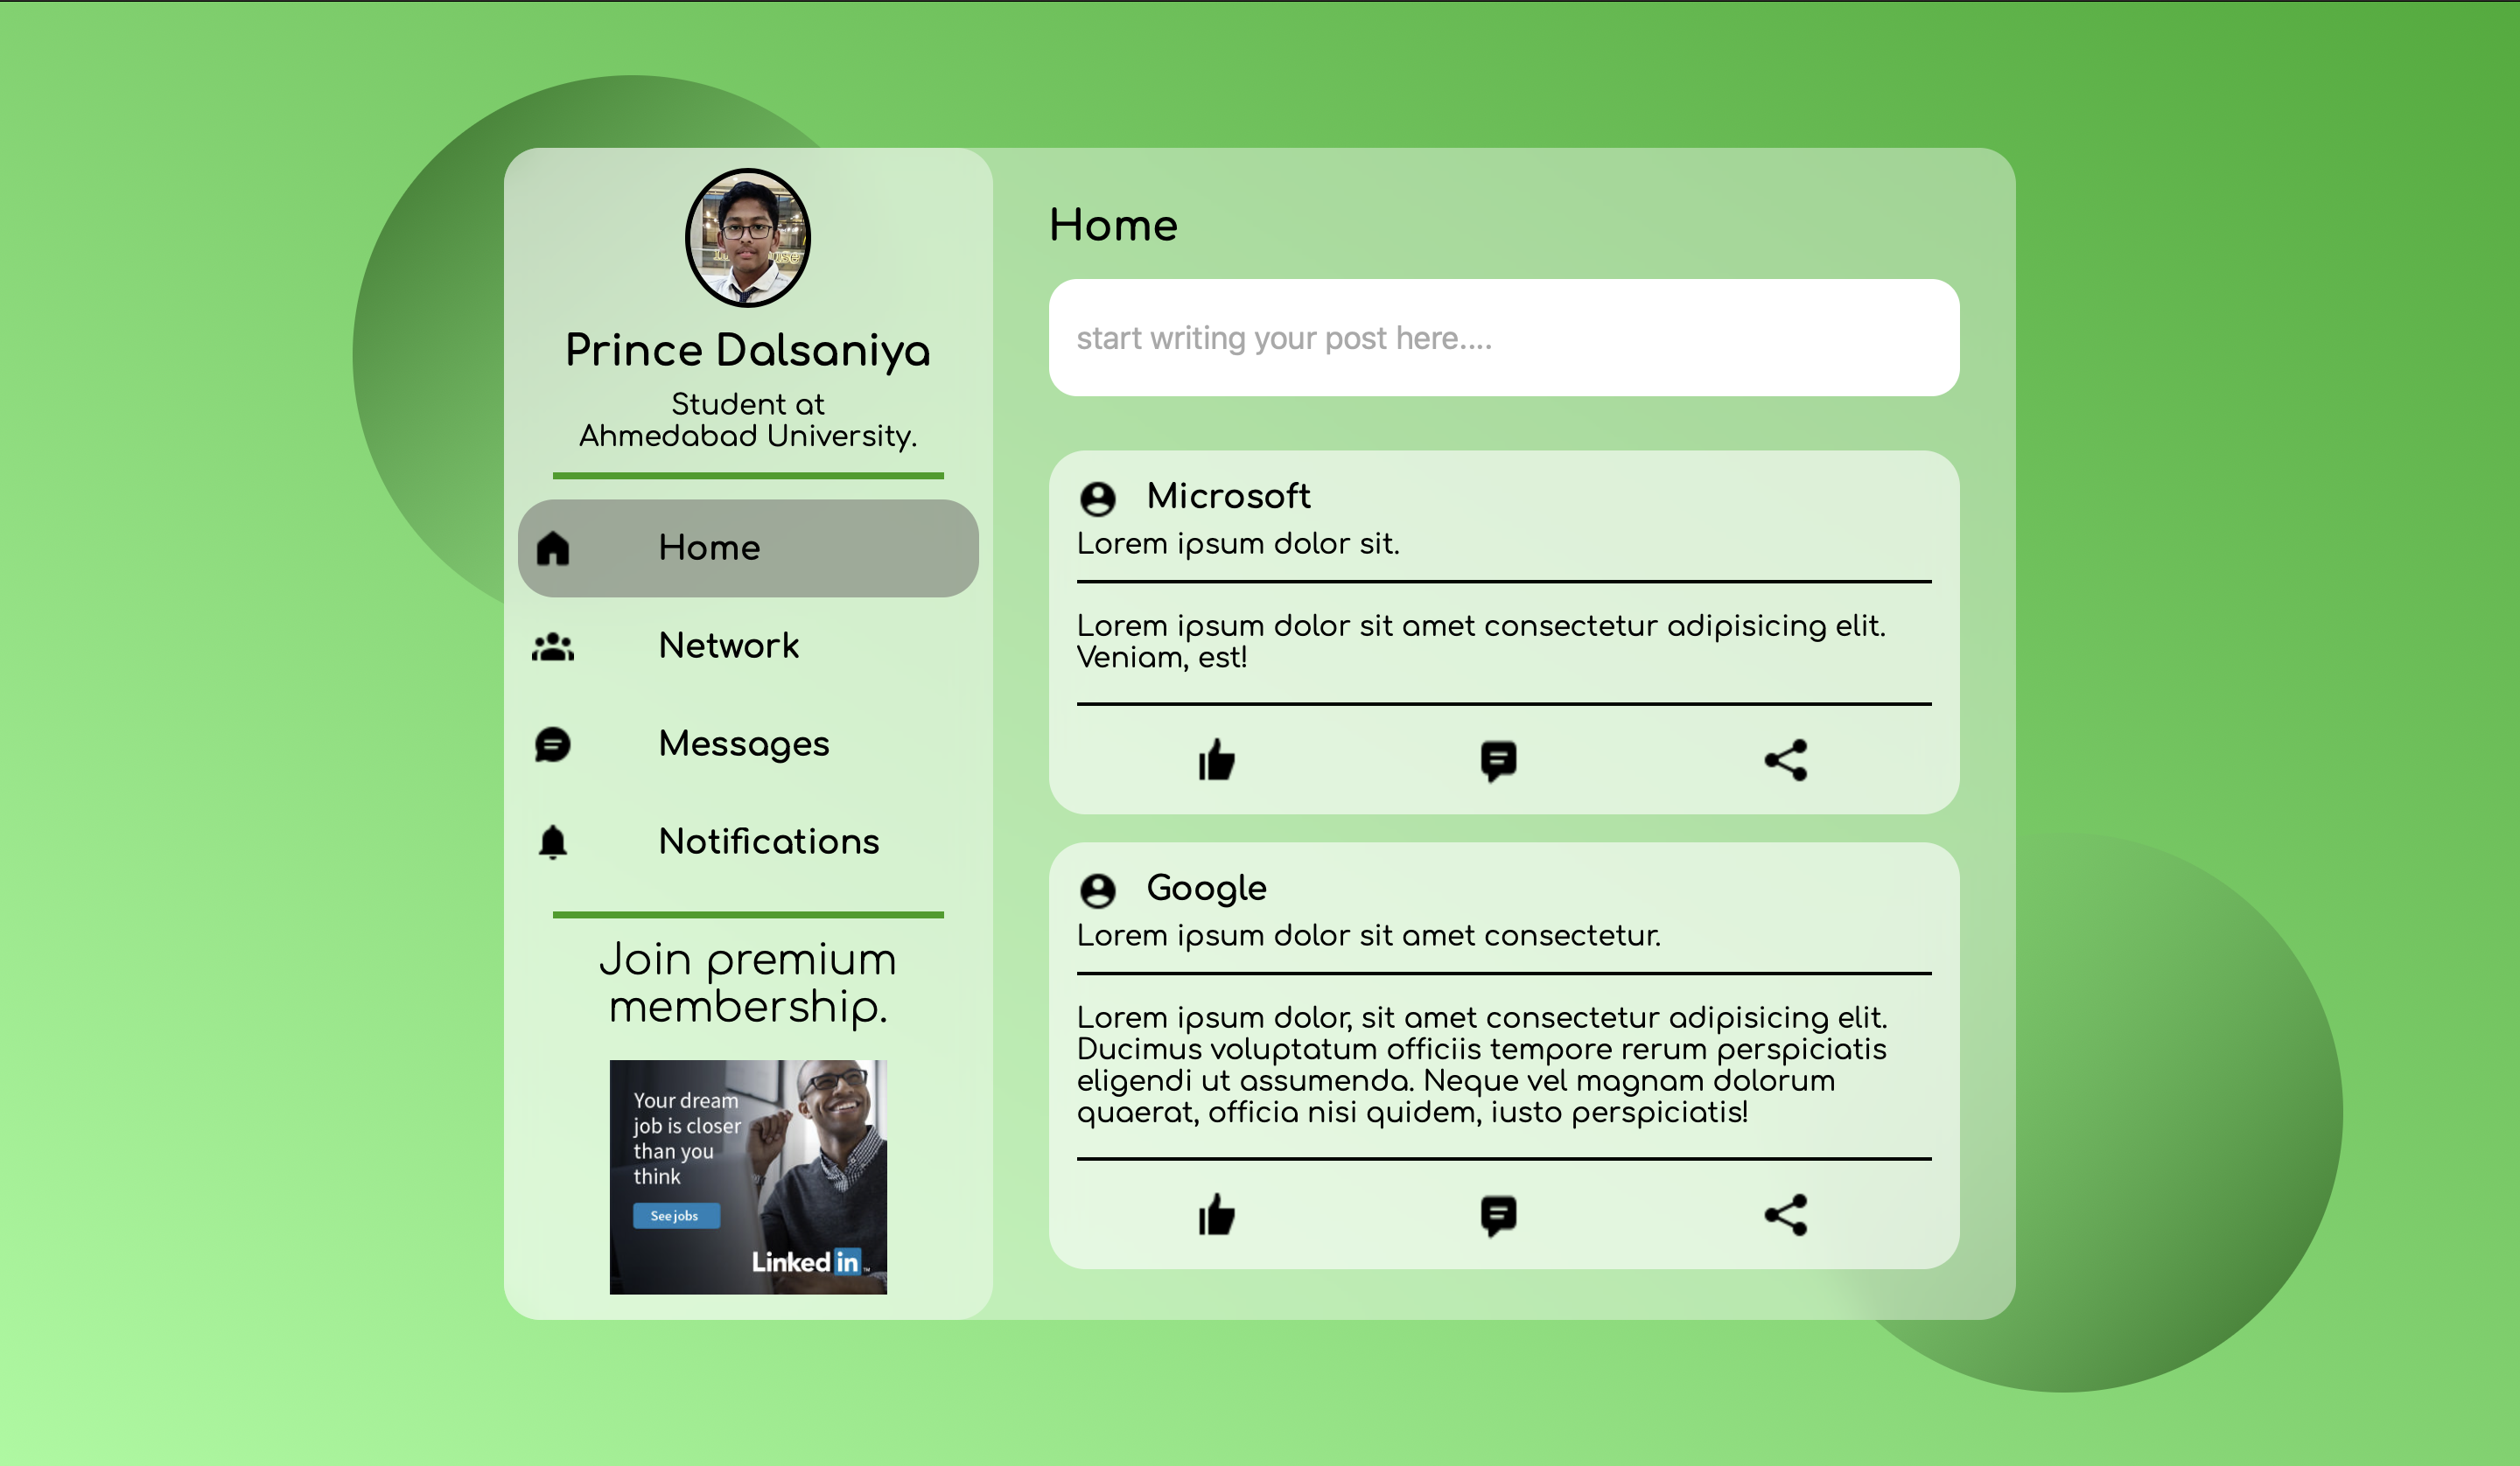 Prince Dalsaniya
Student at
Ahmedabad University.
Home
Network
Messages
Notifications
Join premium
membership.
Your dream
job is closer
than you
think
See jobs
Linked in ™
Home
start writing your post here....
Microsoft
Lorem ipsum dolor sit.
Lorem ipsum dolor sit amet consectetur adipisicing elit.
Veniam, est!
Google
Lorem ipsum dolor sit amet consectetur.
Lorem ipsum dolor, sit amet consectetur adipisicing elit.
Ducimus voluptatum officiis tempore rerum perspiciatis
eligendi ut assumenda. Neque vel magnam dolorum
quaerat, officia nisi quidem, iusto perspiciatis!